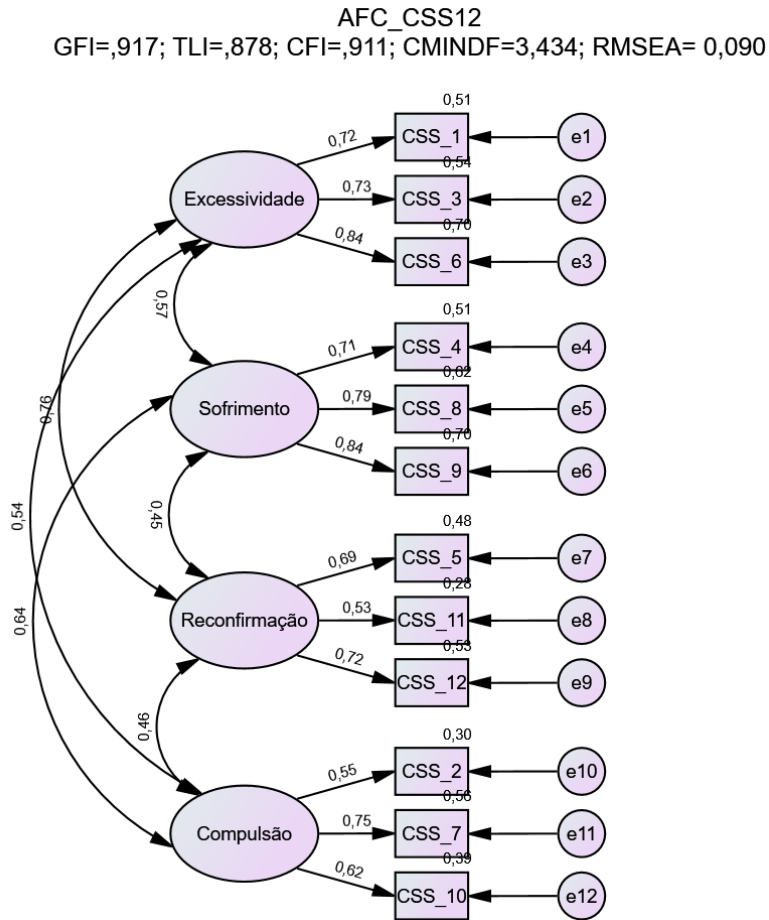 AFC_CSS12
GFI=,917; TLI=,878; CFI=,911; CMINDF=3,434; RMSEA= 0,090
0,51
0,72
CSS_1
e1
0,54
Excessividade
0,73
CSS_3
e2
0,70
0,84
CSS_6
e3
0,57
0,51
0,71
CSS_4
e4
0,62
Sofrimento
0,79
CSS_8
e5
0,76
0,70
0,84
CSS_9
e6
0,54
0,45
0,48
0,69
CSS_5
e7
0,28
0,64
Reconfirmação
0,53
CSS_11
e8
0,53
0,72
CSS_12
e9
0,46
0,30
0,55
CSS_2
e10
0,56
Compulsão
0,75
CSS_7
e11
0,39
0,62
CSS_10
e12